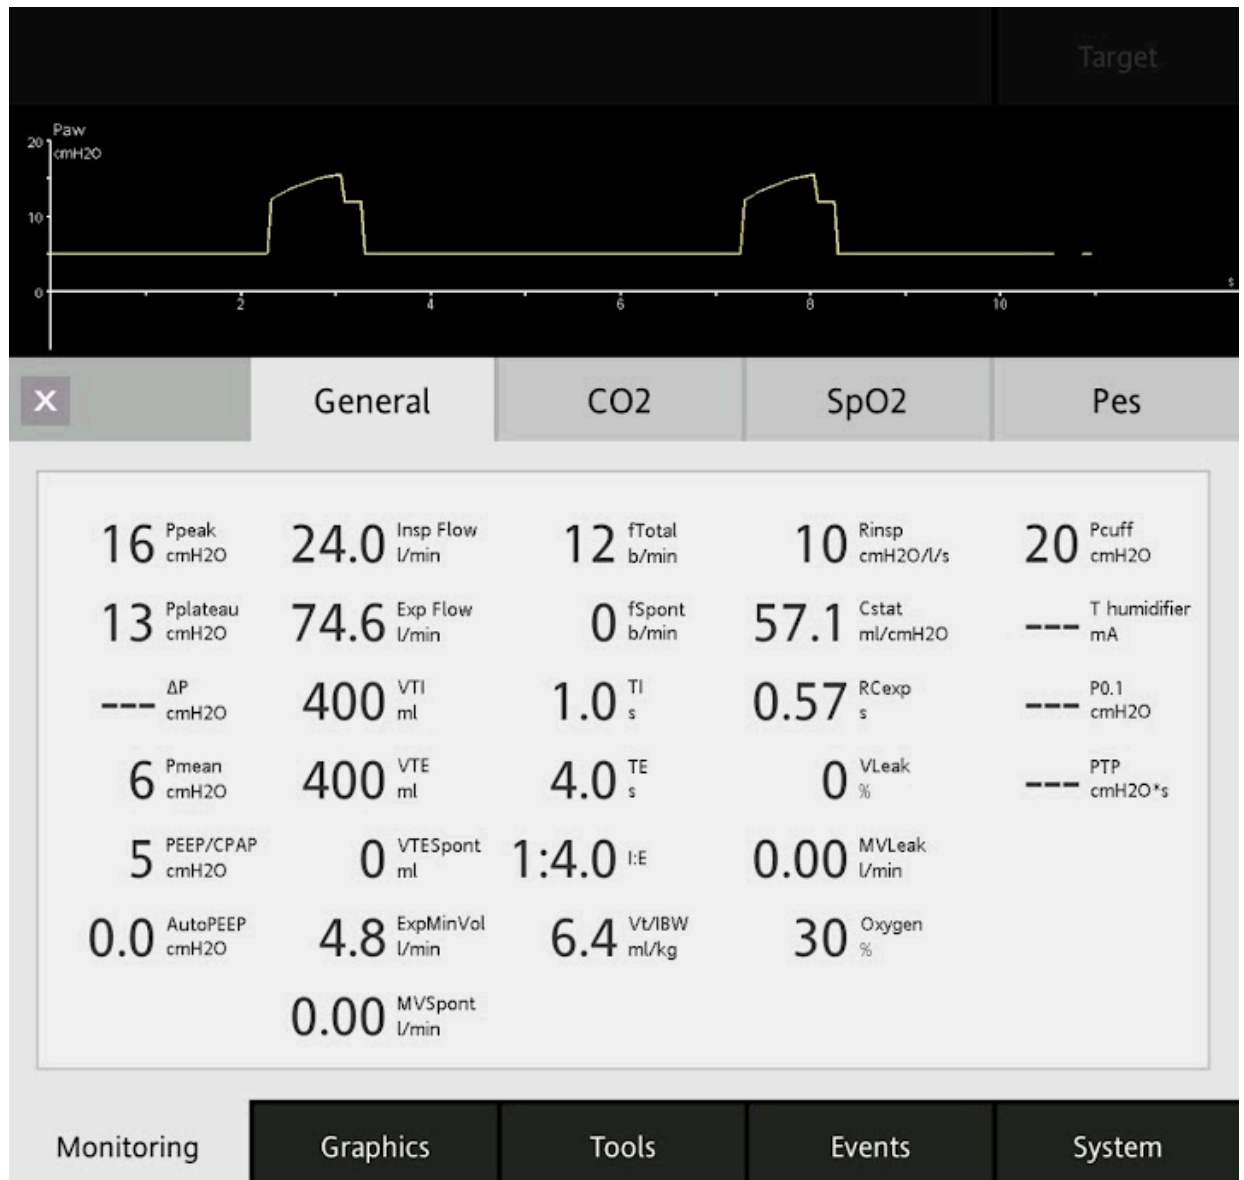 Target
Paw
cmH2O
20
10
0
2
4
6
8
10
s
X
General
CO2
SpO2
Pes
16 Ppeak cmH2O
24.0 Insp Flow l/min
12 fTotal b/min
10 Rinsp cmH2O/l/s
20 Pcuff cmH2O
13 Pplateau cmH2O
74.6 Exp Flow l/min
0 fSpont b/min
57.1 Cstat ml/cmH2O
--- T humidifier mA
--- ΔP cmH2O
400 VTI ml
1.0 TI s
0.57 RCexp s
--- P0.1 cmH2O
6 Pmean cmH2O
400 VTE ml
4.0 TE s
0 VLeak %
--- PTP cmH2O*s
5 PEEP/CPAP cmH2O
0 VTESpont ml
1:4.0 I:E
0.00 MVLeak l/min
0.0 AutoPEEP cmH2O
4.8 ExpMinVol l/min
6.4 Vt/IBW ml/kg
30 Oxygen %
0.00 MVSpont l/min
Monitoring
Graphics
Tools
Events
System